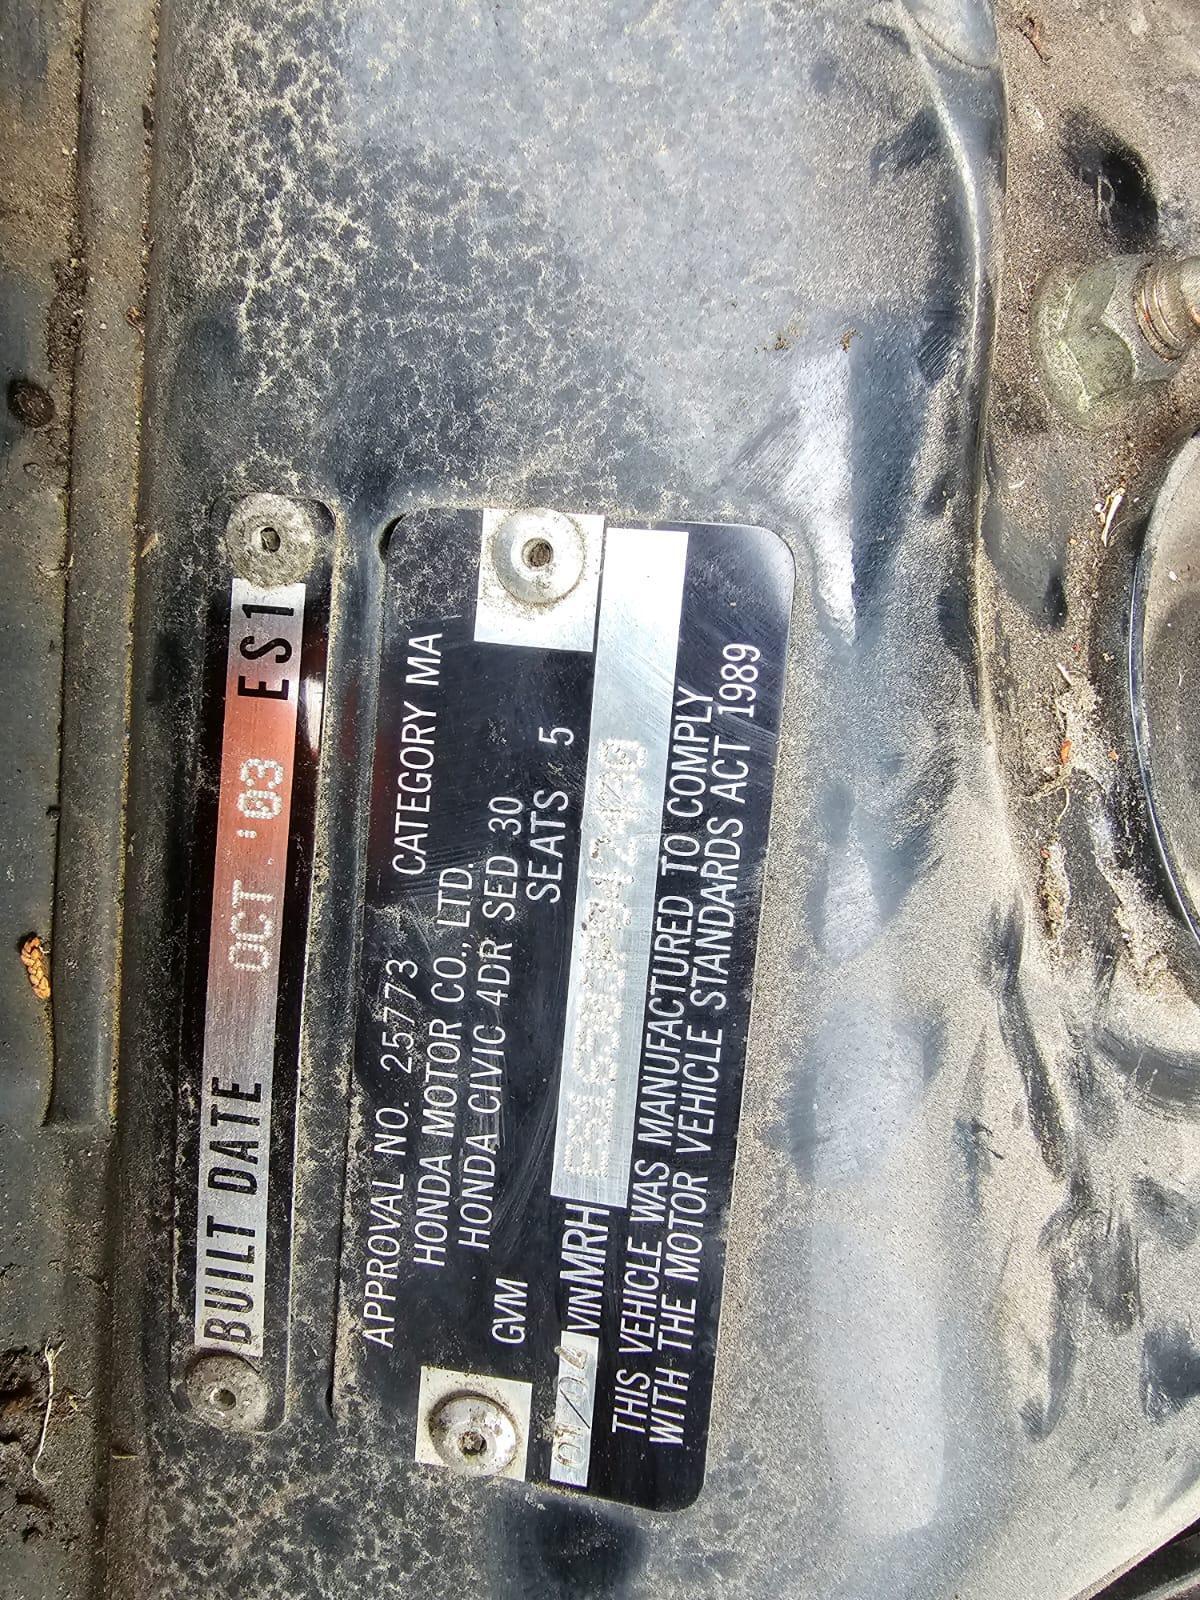 BUILT DATE OCT '03 ES1
APPROVAL NO. 25773 CATEGORY MA
HONDA MOTOR CO., LTD.
HONDA CIVIC 4DR SED 30
GVM SEATS 5
VIN MRH
THIS VEHICLE WAS MANUFACTURED TO COMPLY
WITH THE MOTOR VEHICLE STANDARDS ACT 1989